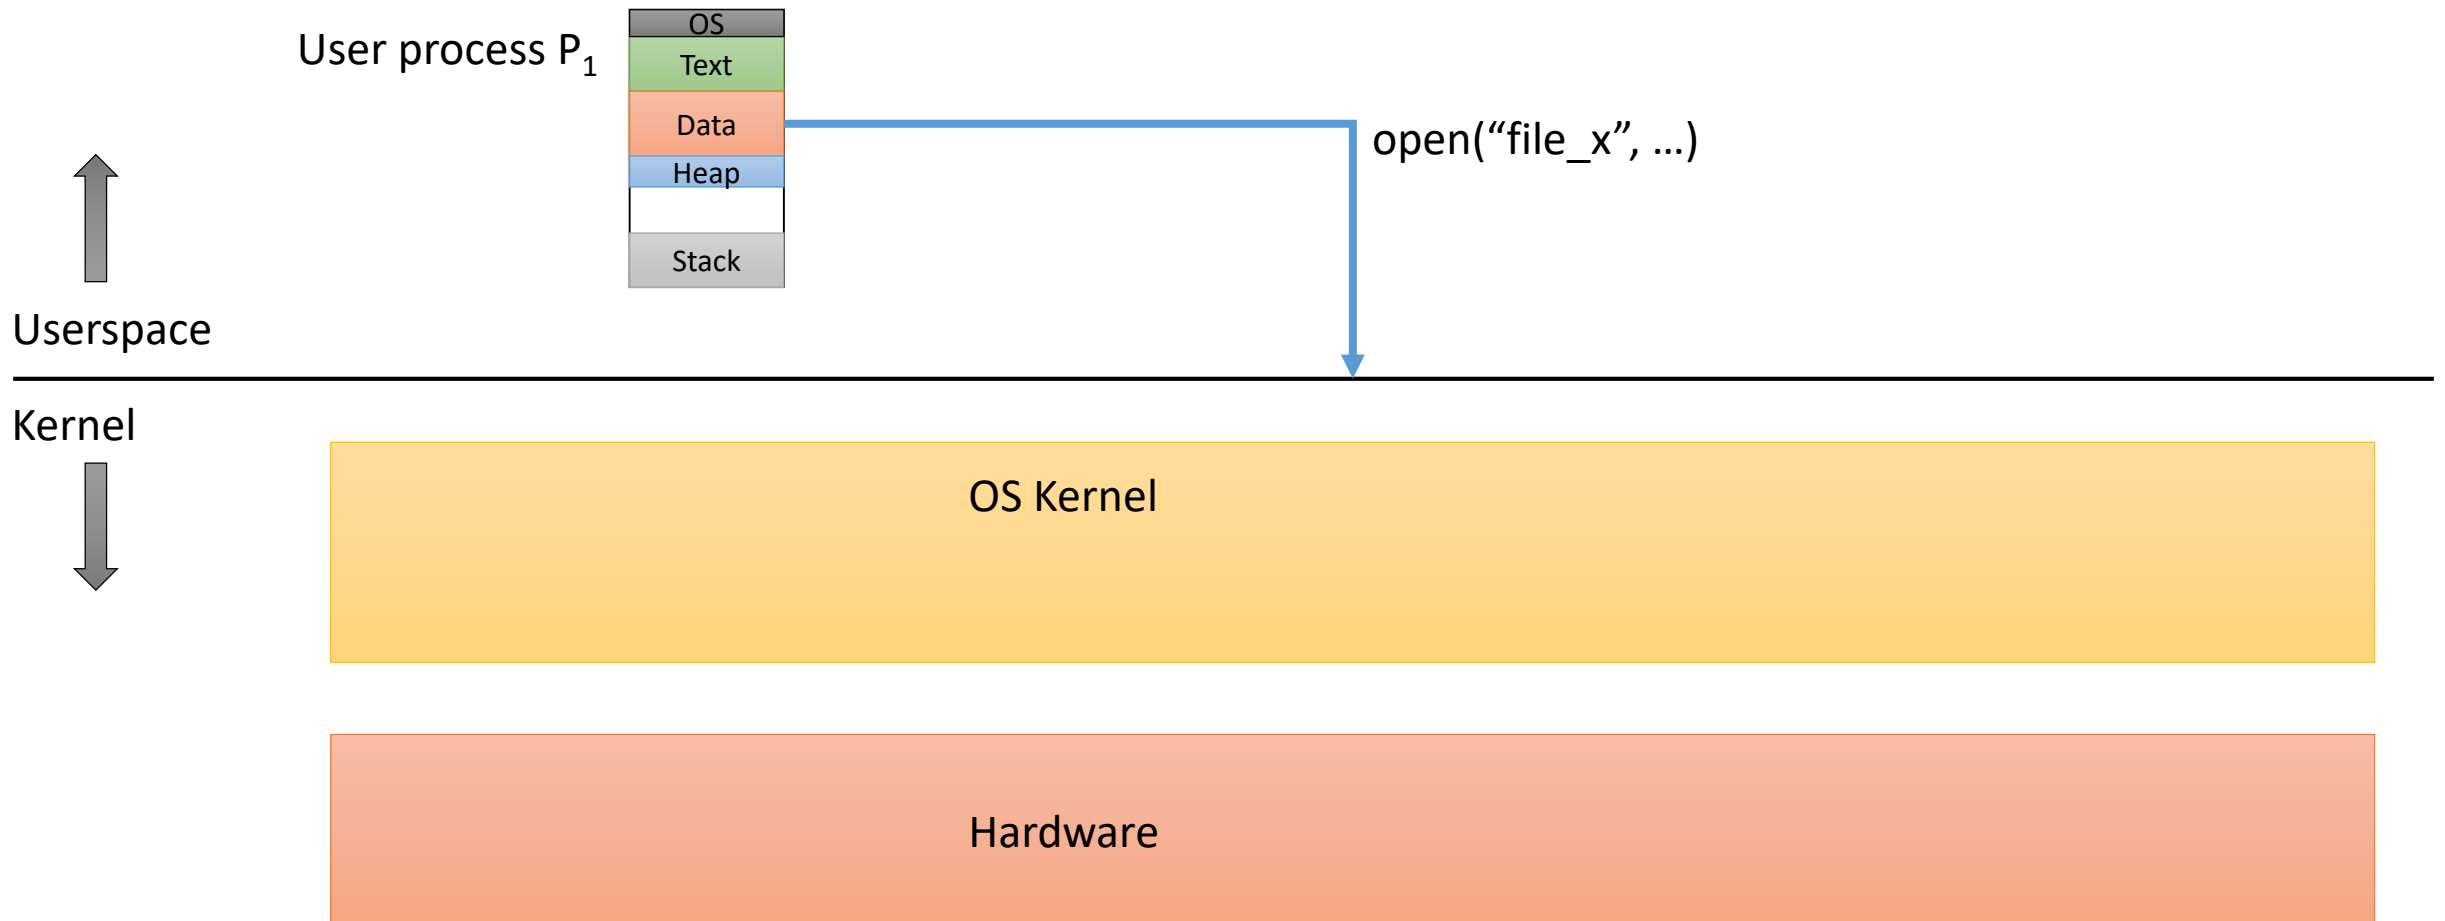 OS
User process P1
Text
Data
open(“file_x”, …)
Heap
Stack
Userspace
Kernel
OS Kernel
Hardware